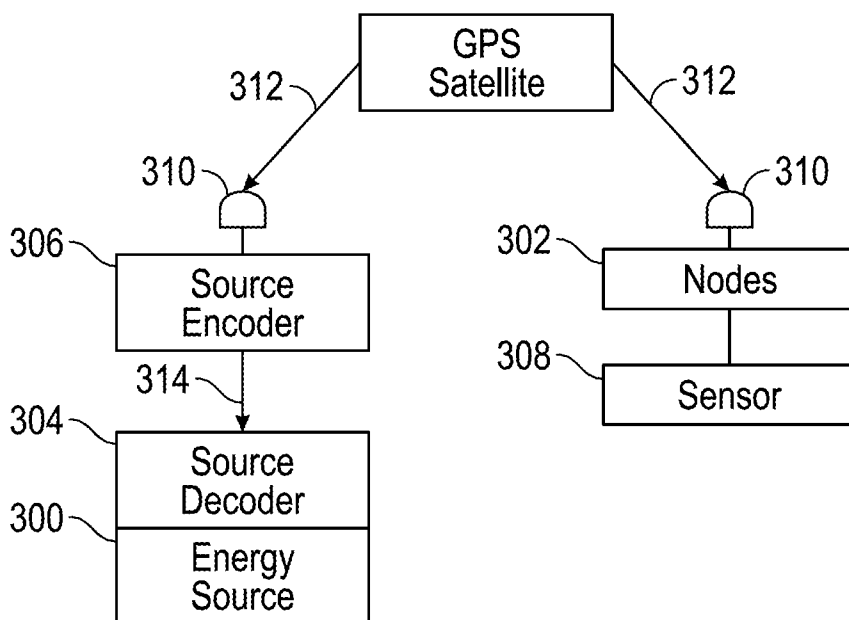 GPS
Satellite
312
312
310
310
306
Source
Encoder
302
Nodes
314
308
Sensor
304
Source
Decoder
300
Energy
Source